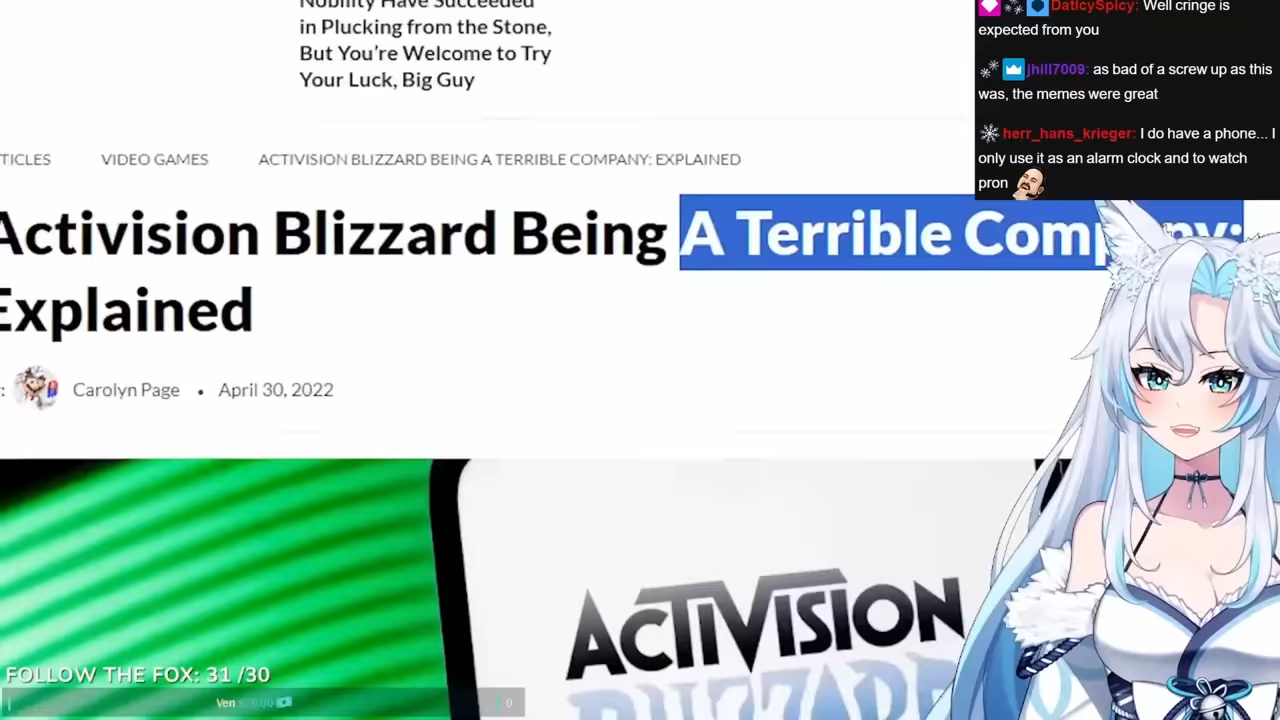 Nobility Have Succeeded
in Plucking from the Stone,
But You're Welcome to Try
Your Luck, Big Guy
TICLES
VIDEO GAMES
ACTIVISION BLIZZARD BEING A TERRIBLE COMPANY: EXPLAINED
Activision Blizzard Being A Terrible Company:
Explained
Carolyn Page • April 30, 2022
ACTIVISION
BLIZZARD
FOLLOW THE FOX: 31 /30
Ven
0
DatIcySpicy: Well cringe is
expected from you
jhill7009: as bad of a screw up as this
was, the memes were great
herr_hans_krieger: I do have a phone... I
only use it as an alarm clock and to watch
pron